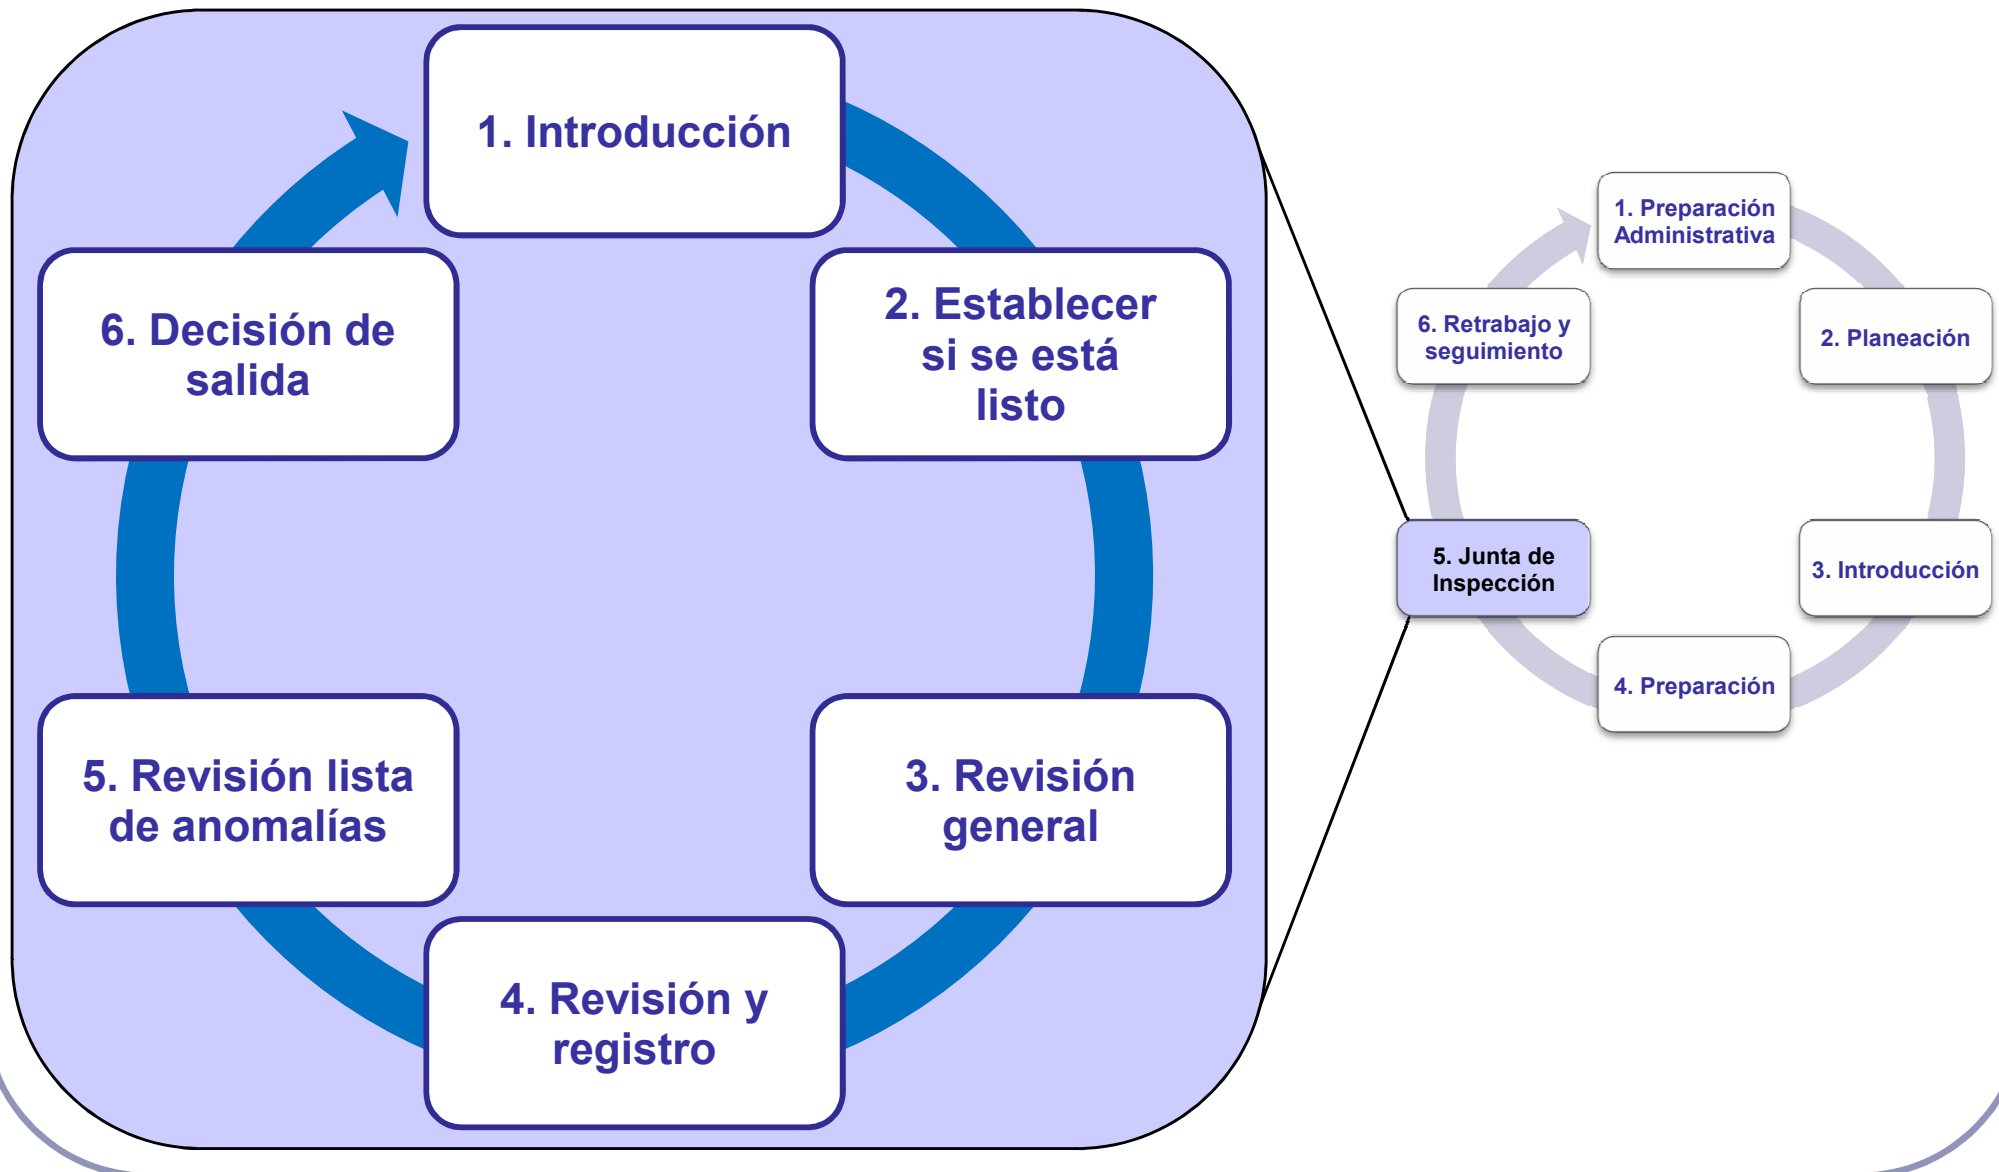 1. Introducción
2. Establecer
si se está
listo
3. Revisión
general
4. Revisión y
registro
5. Revisión lista
de anomalías
6. Decisión de
salida
1. Preparación
Administrativa
2. Planeación
3. Introducción
4. Preparación
5. Junta de
Inspección
6. Retrabajo y
seguimiento